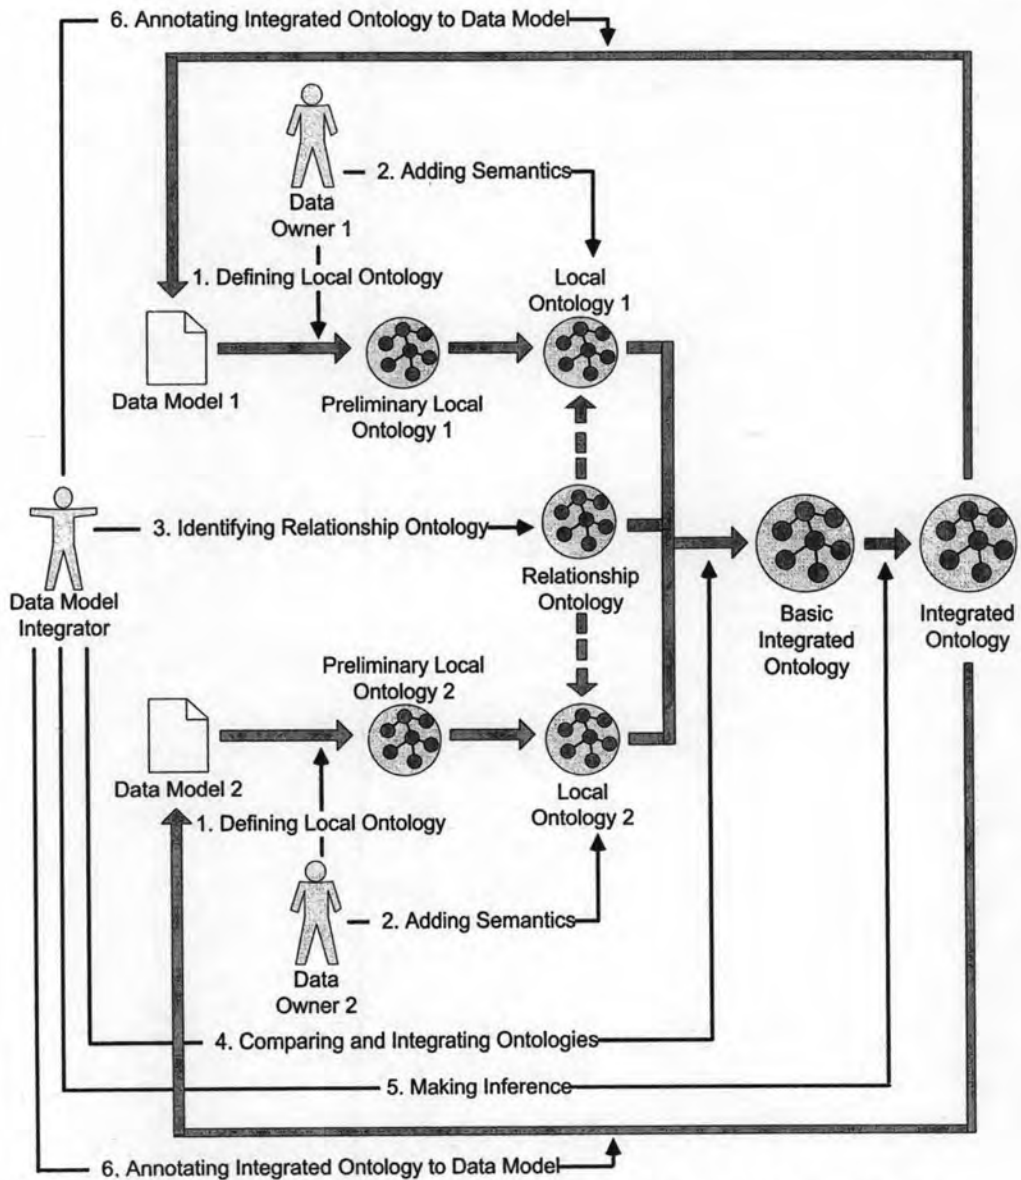 6. Annotating Integrated Ontology to Data Model
2. Adding Semantics
Data
Owner 1
1. Defining Local Ontology
Local
Ontology 1
Data Model 1
Preliminary Local
Ontology 1
3. Identifying Relationship Ontology
Data Model
Integrator
Relationship
Ontology
Basic
Integrated
Ontology
Integrated
Ontology
Preliminary Local
Ontology 2
Data Model 2
Local
Ontology 2
1. Defining Local Ontology
2. Adding Semantics
Data
Owner 2
4. Comparing and Integrating Ontologies
5. Making Inference
6. Annotating Integrated Ontology to Data Model